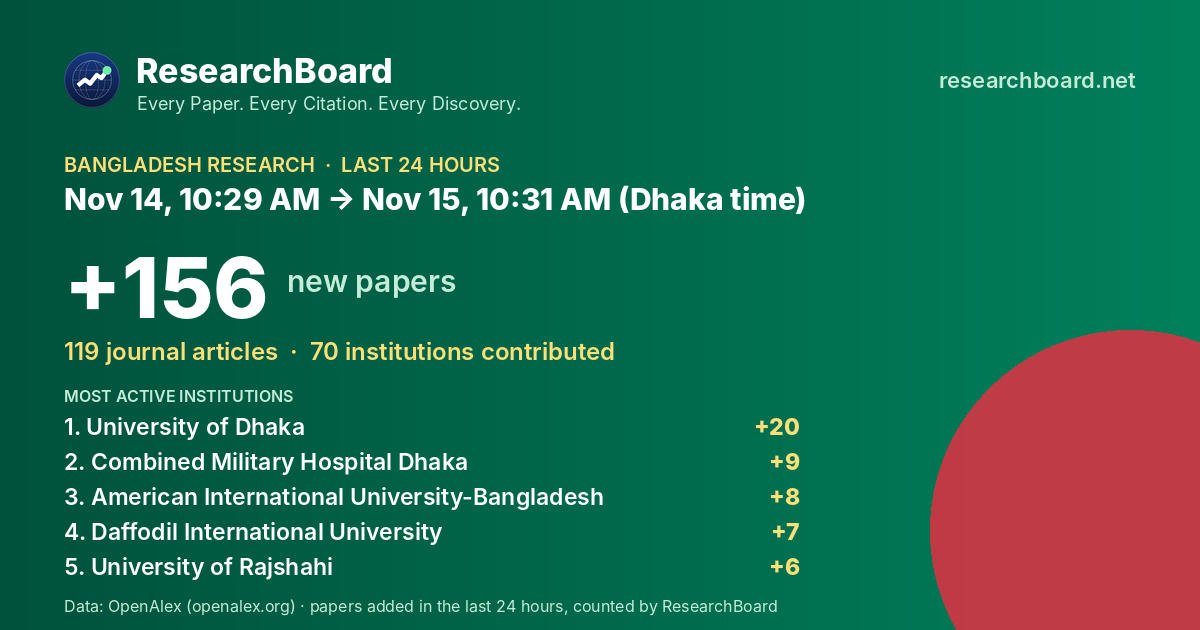 ResearchBoard
Every Paper. Every Citation. Every Discovery.
researchboard.net
BANGLADESH RESEARCH · LAST 24 HOURS
Nov 14, 10:29 AM → Nov 15, 10:31 AM (Dhaka time)
+156 new papers
119 journal articles · 70 institutions contributed
MOST ACTIVE INSTITUTIONS
1. University of Dhaka +20
2. Combined Military Hospital Dhaka +9
3. American International University-Bangladesh +8
4. Daffodil International University +7
5. University of Rajshahi +6
Data: OpenAlex (openalex.org) · papers added in the last 24 hours, counted by ResearchBoard